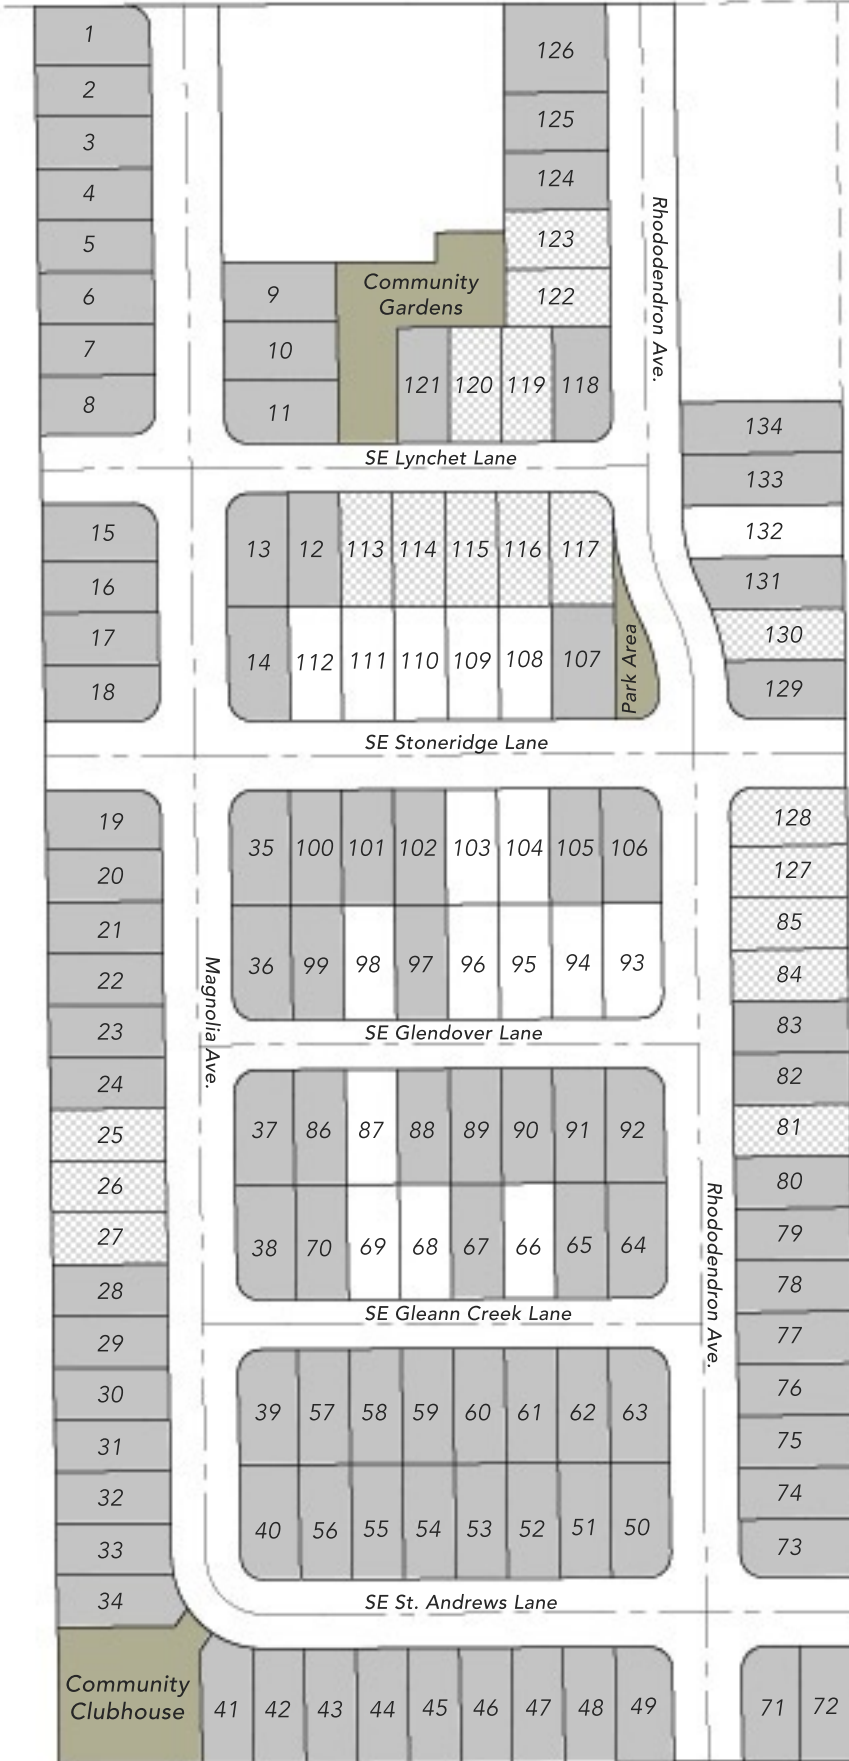 1
2
3
4
5
6
7
8
9
10
11
Community
Gardens
126
125
124
123
122
121 120 119 118
Rhododendron Ave.
SE Lynchet Lane
134
133
132
131
130
129
15
16
17
18
13 12 113 114 115 116 117
14 112 111 110 109 108 107
Park Area
SE Stoneridge Lane
19
20
21
22
23
24
25
26
27
28
29
30
31
32
33
34
35 100 101 102 103 104 105 106
36 99 98 97 96 95 94 93
Magnolia Ave.
SE Glendover Lane
128
127
85
84
83
82
81
80
79
78
77
76
75
74
73
37 86 87 88 89 90 91 92
38 70 69 68 67 66 65 64
Rhododendron Ave.
SE Gleann Creek Lane
39 57 58 59 60 61 62 63
40 56 55 54 53 52 51 50
SE St. Andrews Lane
Community
Clubhouse
41 42 43 44 45 46 47 48 49
71 72